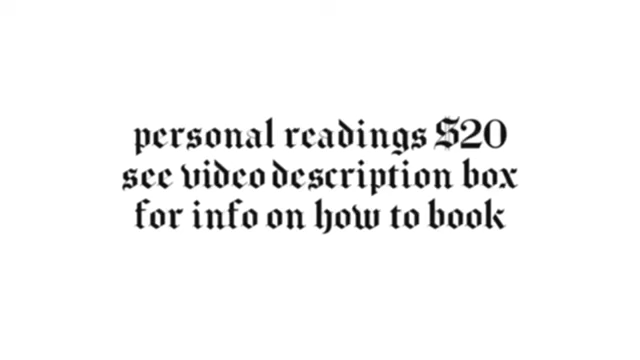 personal readings $20
see video description box
for info on how to book